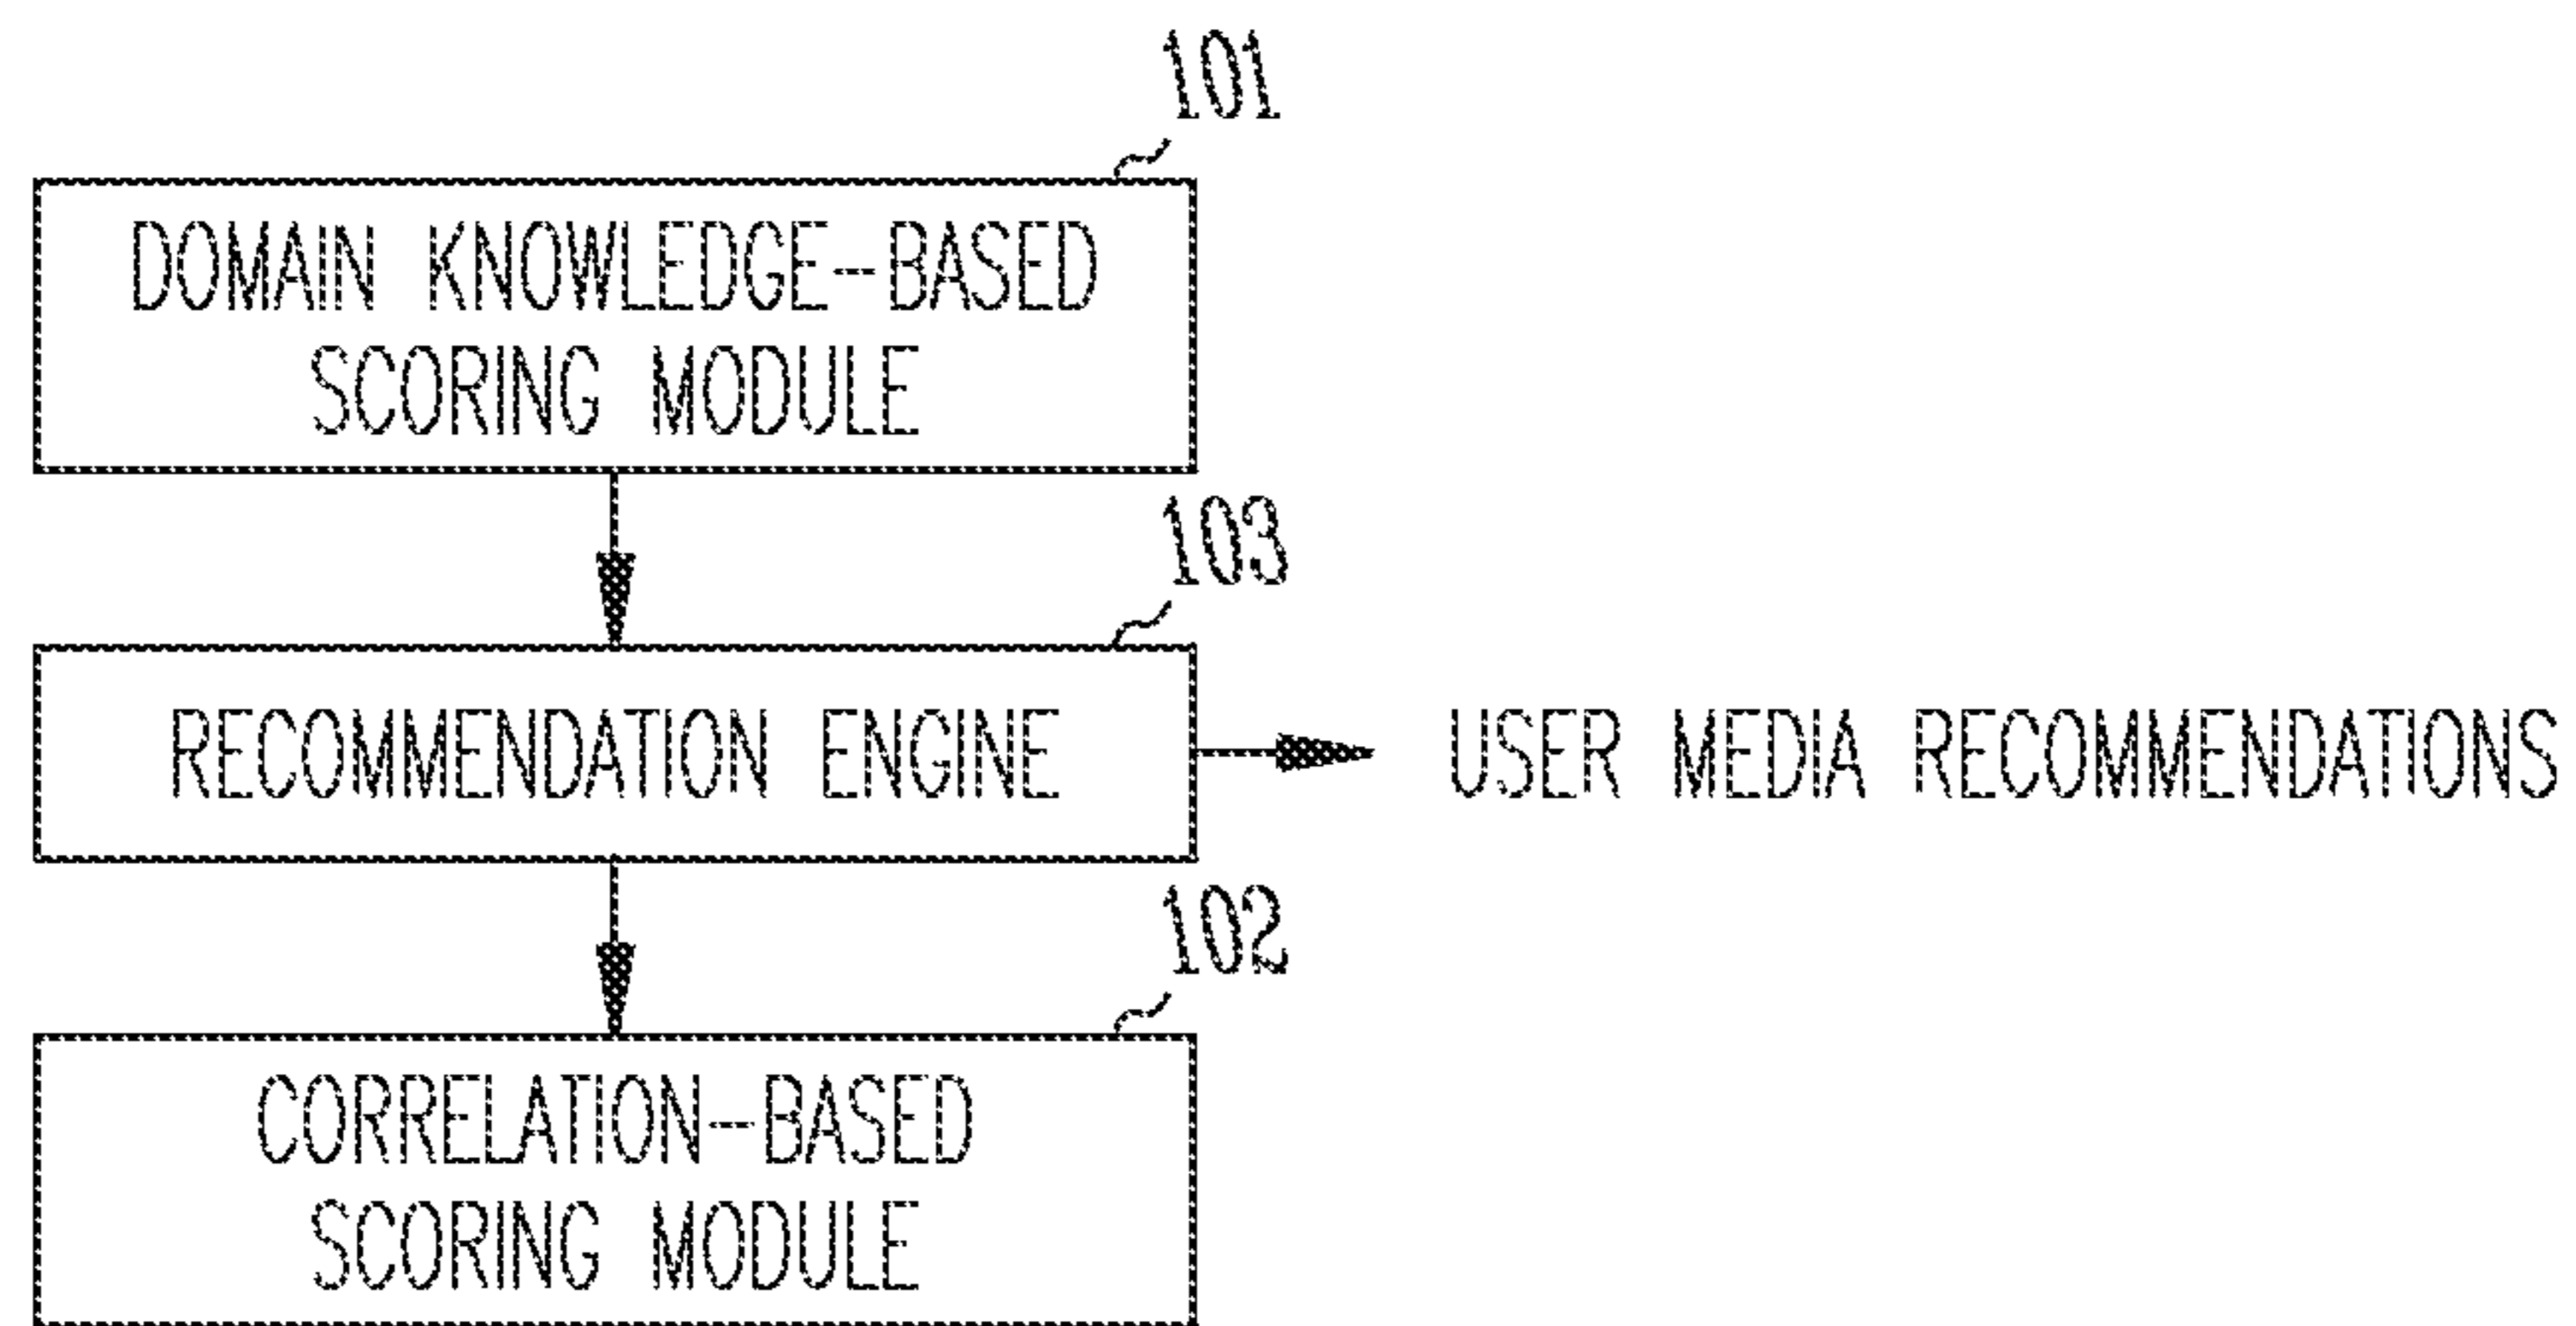 101
DOMAIN KNOWLEDGE-BASED
SCORING MODULE
103
RECOMMENDATION ENGINE
USER MEDIA RECOMMENDATIONS
102
CORRELATION-BASED
SCORING MODULE